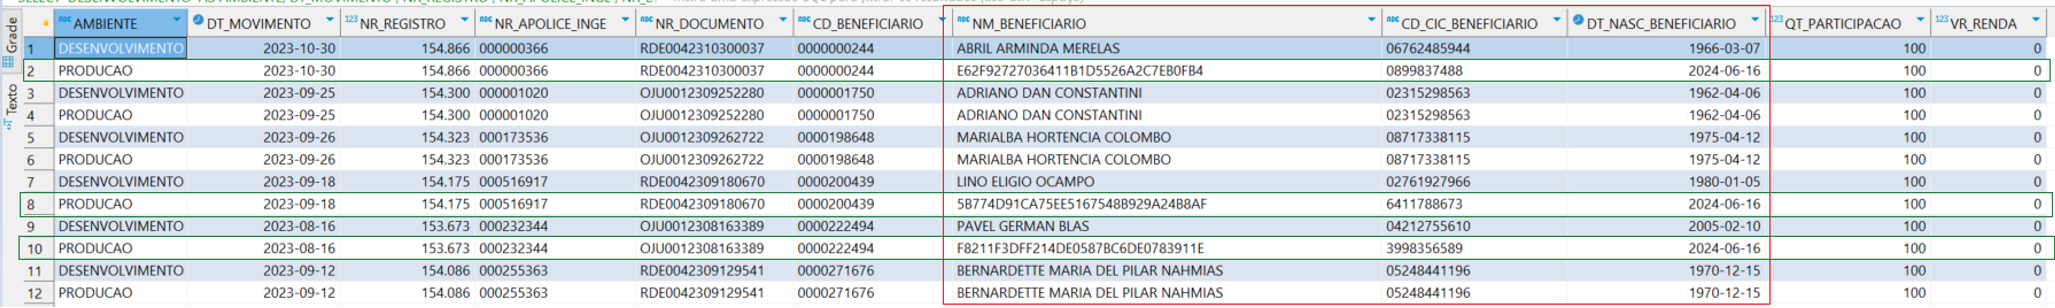 AMBIENTE DT_MOVIMENTO 123 NR_REGISTRO ABC NR_APOLICE_INGE ABC NR_DOCUMENTO ABC CD_BENEFICIARIO ABC NM_BENEFICIARIO ABC CD_CIC_BENEFICIARIO DT_NASC_BENEFICIARIO 123 QT_PARTICIPACAO 123 VR_RENDA
Grade
Texto
1 DESENVOLVIMENTO 2023-10-30 154.866 000000366 RDE0042310300037 0000000244 ABRIL ARMINDA MERELAS 06762485944 1966-03-07 100 0
2 PRODUCAO 2023-10-30 154.866 000000366 RDE0042310300037 0000000244 E62F92727036411B1D5526A2C7EB0FB4 0899837488 2024-06-16 100 0
3 DESENVOLVIMENTO 2023-09-25 154.300 000001020 OJU0012309252280 0000001750 ADRIANO DAN CONSTANTINI 02315298563 1962-04-06 100 0
4 PRODUCAO 2023-09-25 154.300 000001020 OJU0012309252280 0000001750 ADRIANO DAN CONSTANTINI 02315298563 1962-04-06 100 0
5 DESENVOLVIMENTO 2023-09-26 154.323 000173536 OJU0012309262722 0000198648 MARIALBA HORTENCIA COLOMBO 08717338115 1975-04-12 100 0
6 PRODUCAO 2023-09-26 154.323 000173536 OJU0012309262722 0000198648 MARIALBA HORTENCIA COLOMBO 08717338115 1975-04-12 100 0
7 DESENVOLVIMENTO 2023-09-18 154.175 000516917 RDE0042309180670 0000200439 LINO ELIGIO OCAMPO 02761927966 1980-01-05 100 0
8 PRODUCAO 2023-09-18 154.175 000516917 RDE0042309180670 0000200439 5B774D91CA75EE5167548B929A24B8AF 6411788673 2024-06-16 100 0
9 DESENVOLVIMENTO 2023-08-16 153.673 000232344 OJU0012308163389 0000222494 PAVEL GERMAN BLAS 04212755610 2005-02-10 100 0
10 PRODUCAO 2023-08-16 153.673 000232344 OJU0012308163389 0000222494 F8211F3DFF214DE0587BC6DE0783911E 3998356589 2024-06-16 100 0
11 DESENVOLVIMENTO 2023-09-12 154.086 000255363 RDE0042309129541 0000271676 BERNARDETTE MARIA DEL PILAR NAHMIAS 05248441196 1970-12-15 100 0
12 PRODUCAO 2023-09-12 154.086 000255363 RDE0042309129541 0000271676 BERNARDETTE MARIA DEL PILAR NAHMIAS 05248441196 1970-12-15 100 0